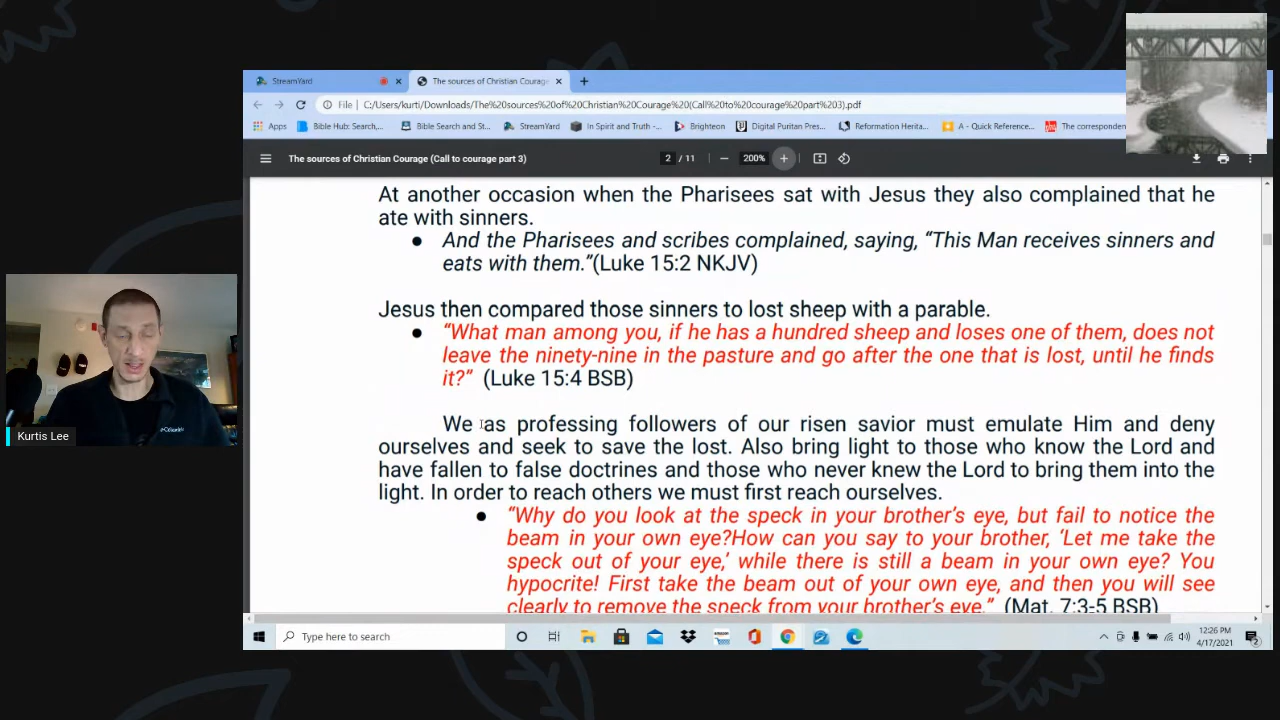 StreamYard
The sources of Christian Courage
File
C:/Users/kurti/Downloads/The%20sources%20of%20Christian%20Courage%20(Call%20to%20courage%20part%203).pdf
Apps
Bible Hub: Search,...
Bible Search and St...
StreamYard
In Spirit and Truth -...
Brighteon
Digital Puritan Pres...
Reformation Herita...
A - Quick Reference...
The corresponden
The sources of Christian Courage (Call to courage part 3)
2 / 11
200%
At another occasion when the Pharisees sat with Jesus they also complained that he
ate with sinners.
● And the Pharisees and scribes complained, saying, “This Man receives sinners and
eats with them.”(Luke 15:2 NKJV)
Jesus then compared those sinners to lost sheep with a parable.
● “What man among you, if he has a hundred sheep and loses one of them, does not
leave the ninety-nine in the pasture and go after the one that is lost, until he finds
it?” (Luke 15:4 BSB)
We as professing followers of our risen savior must emulate Him and deny
ourselves and seek to save the lost. Also bring light to those who know the Lord and
have fallen to false doctrines and those who never knew the Lord to bring them into the
light. In order to reach others we must first reach ourselves.
● “Why do you look at the speck in your brother’s eye, but fail to notice the
beam in your own eye?How can you say to your brother, ‘Let me take the
speck out of your eye,’ while there is still a beam in your own eye? You
hypocrite! First take the beam out of your own eye, and then you will see
clearly to remove the speck from your brother’s eye.” (Mat. 7:3-5 BSB)
Kurtis Lee
Type here to search
12:26 PM
4/17/2021